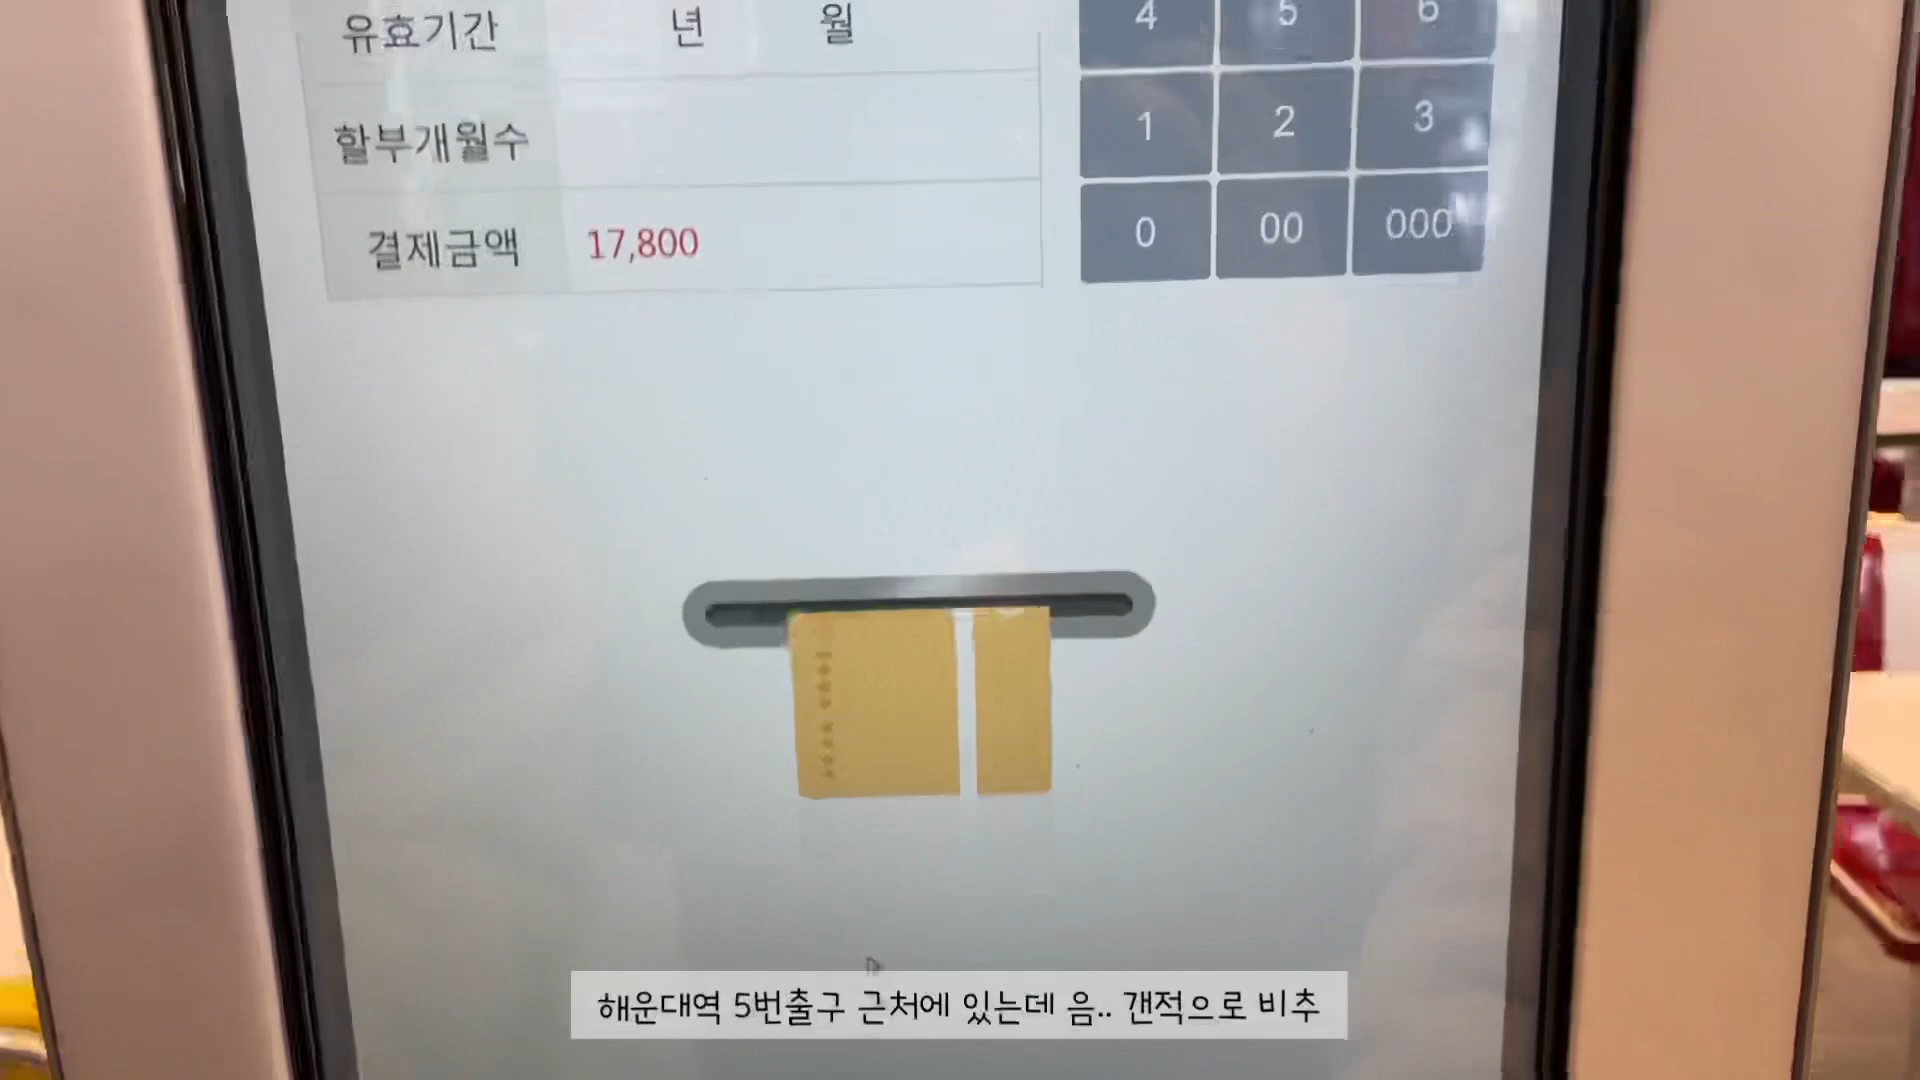 유효기간 년 월
할부개월수
결제금액 17,800
4 5 6
1 2 3
0 00 000
해운대역 5번출구 근처에 있는데 음.. 갠적으로 비추